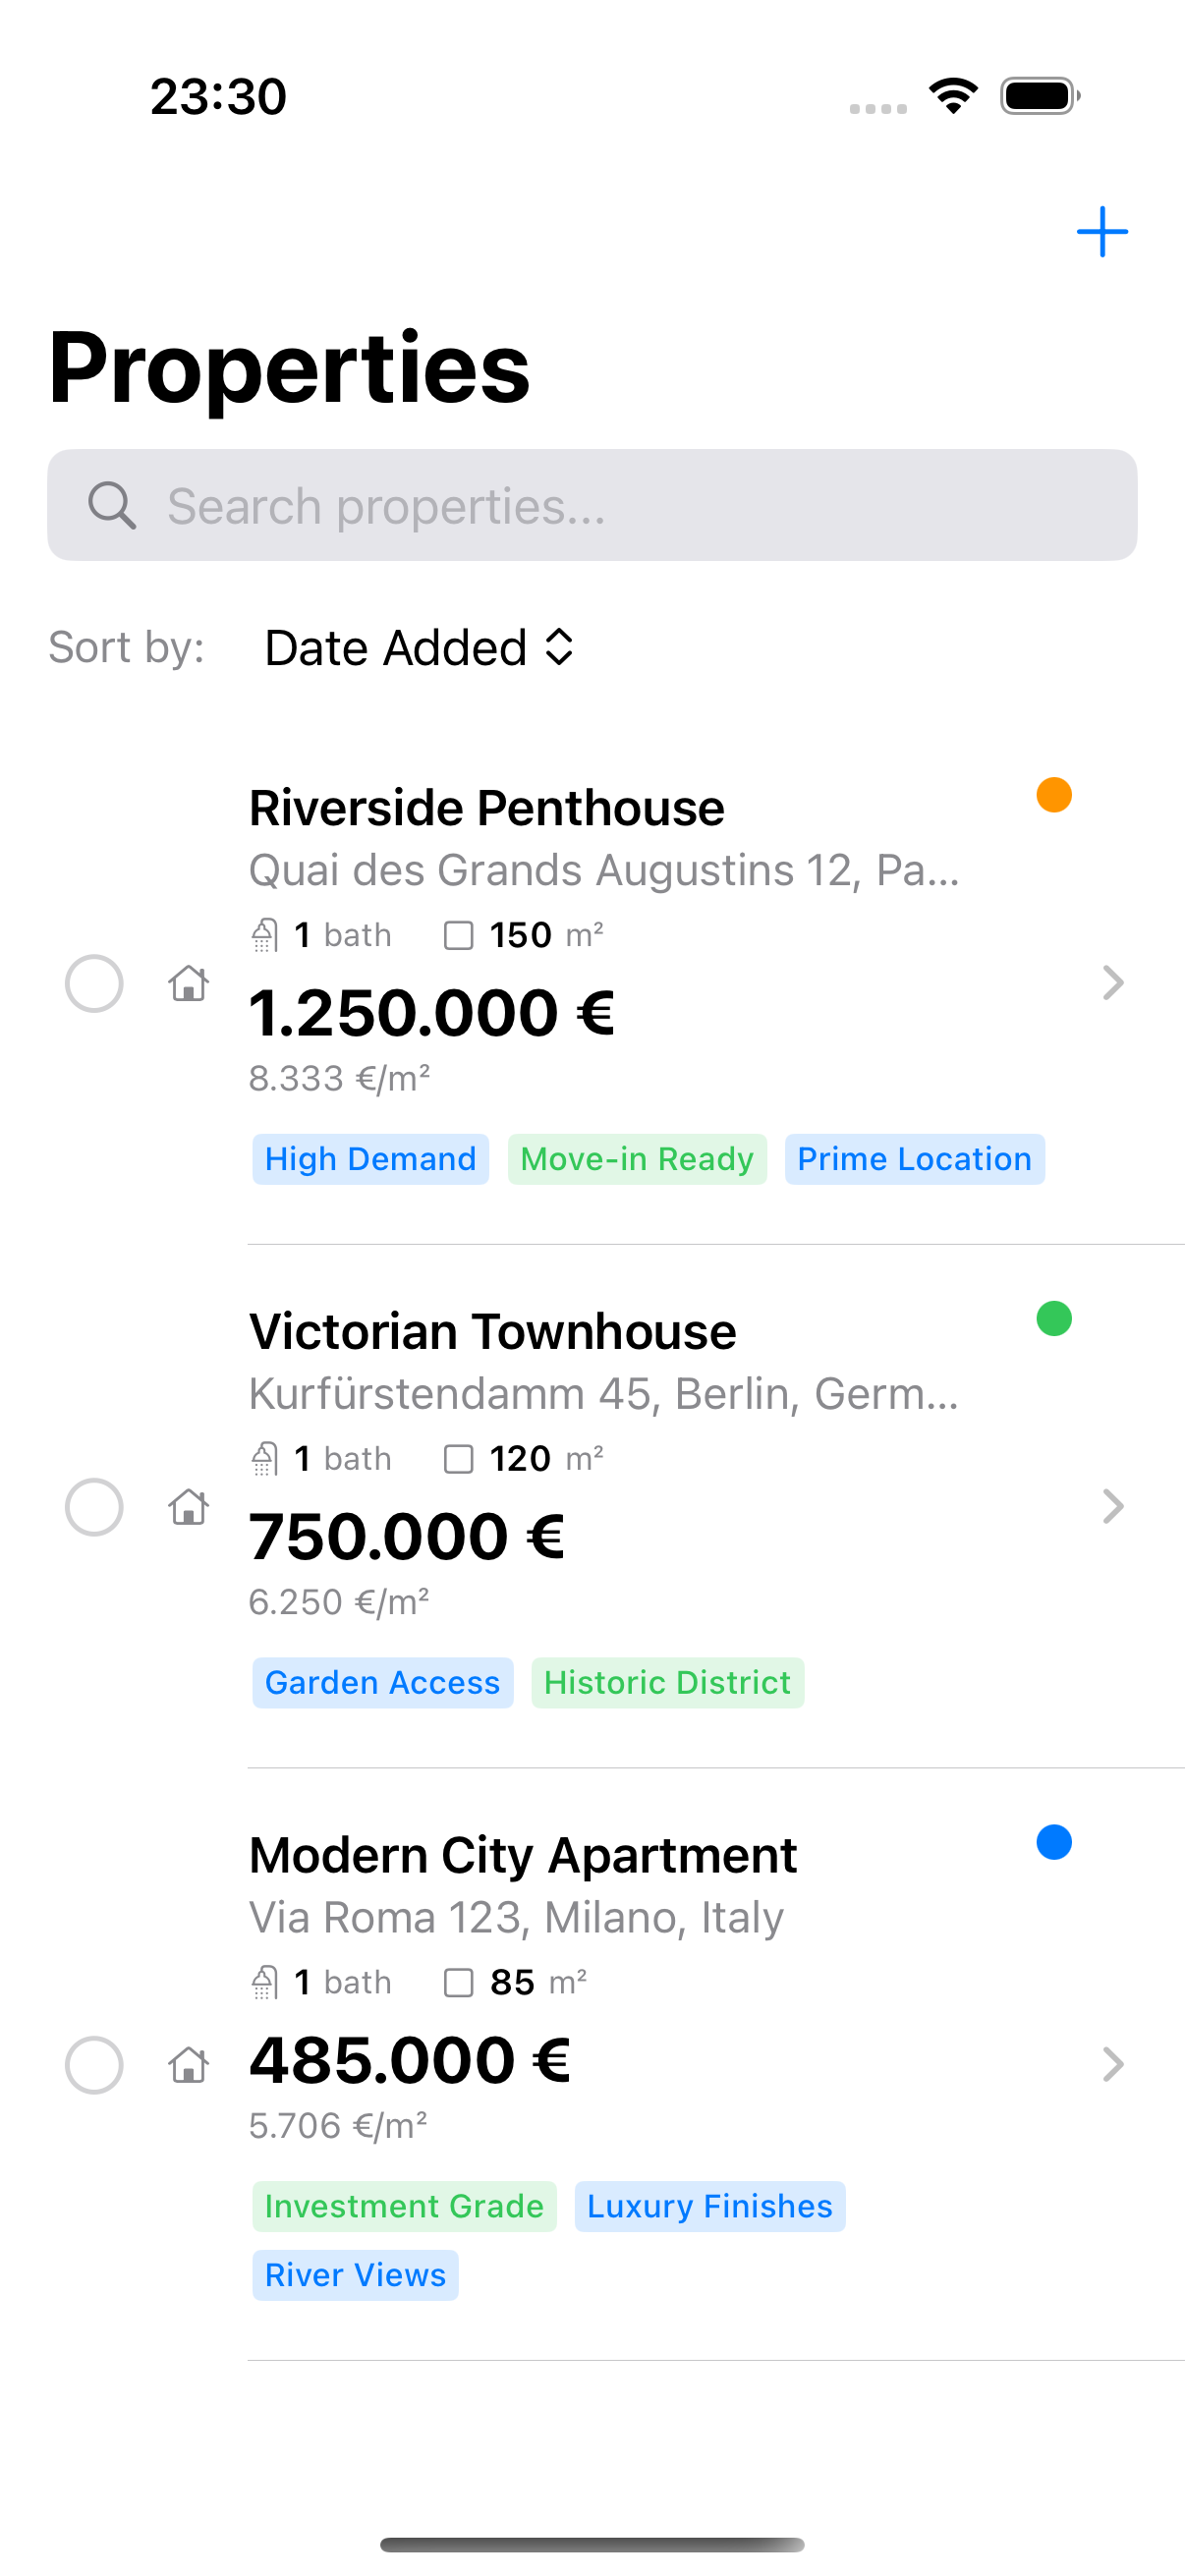 23:30
Properties
Search properties...
Sort by: Date Added
Riverside Penthouse
Quai des Grands Augustins 12, Pa...
1 bath 150 m²
1.250.000 €
8.333 €/m²
High Demand Move-in Ready Prime Location
Victorian Townhouse
Kurfürstendamm 45, Berlin, Germ...
1 bath 120 m²
750.000 €
6.250 €/m²
Garden Access Historic District
Modern City Apartment
Via Roma 123, Milano, Italy
1 bath 85 m²
485.000 €
5.706 €/m²
Investment Grade Luxury Finishes
River Views